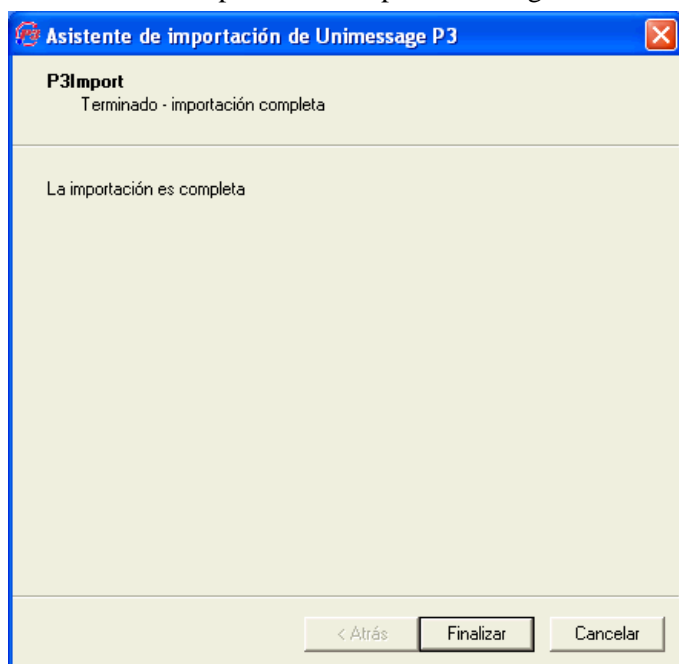 Asistente de importación de Unimessage P3
P3Import
Terminado - importación completa
La importación es completa
< Atrás Finalizar Cancelar